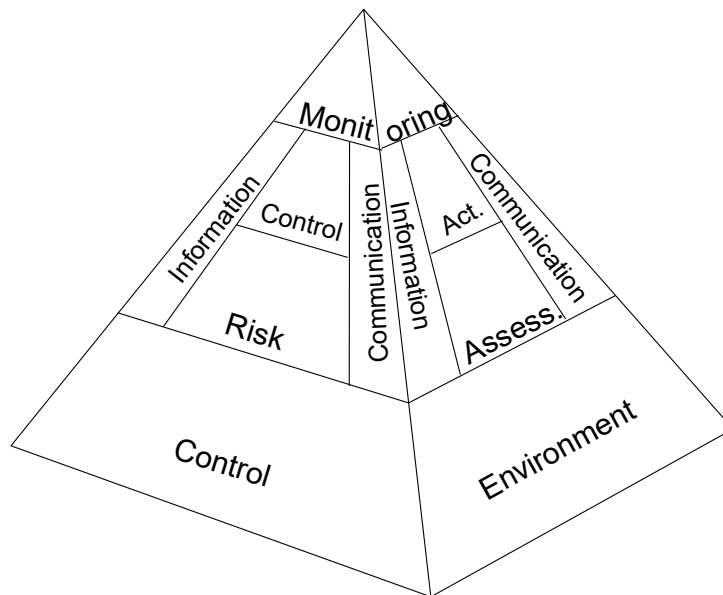 Monit oring
Information
Control
Communication
Information
Act.
Communication
Risk
Assess.
Control
Environment